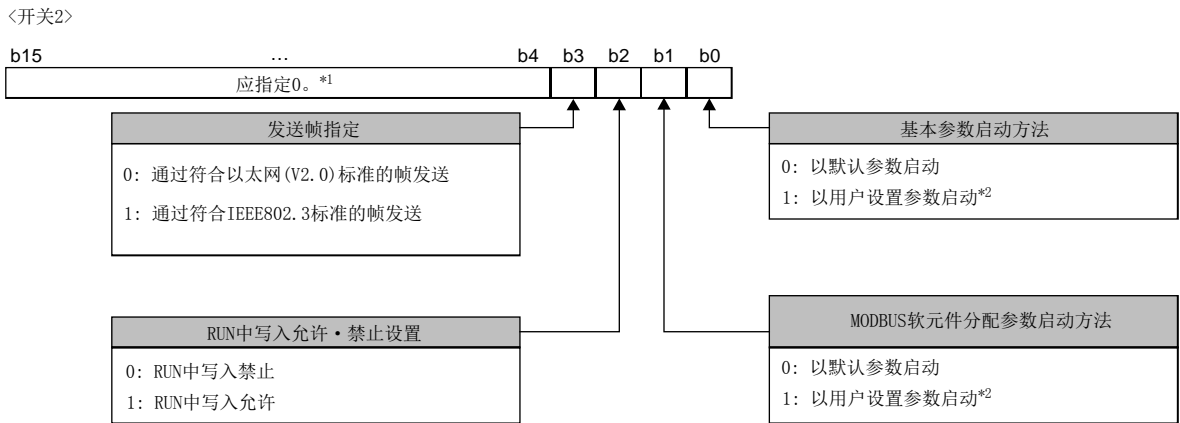 <开关2>
b15 … b4 b3 b2 b1 b0
应指定0。*1
发送帧指定
0: 通过符合以太网(V2.0)标准的帧发送
1: 通过符合IEEE802.3标准的帧发送
基本参数启动方法
0: 以默认参数启动
1: 以用户设置参数启动*2
RUN中写入允许·禁止设置
0: RUN中写入禁止
1: RUN中写入允许
MODBUS软元件分配参数启动方法
0: 以默认参数启动
1: 以用户设置参数启动*2